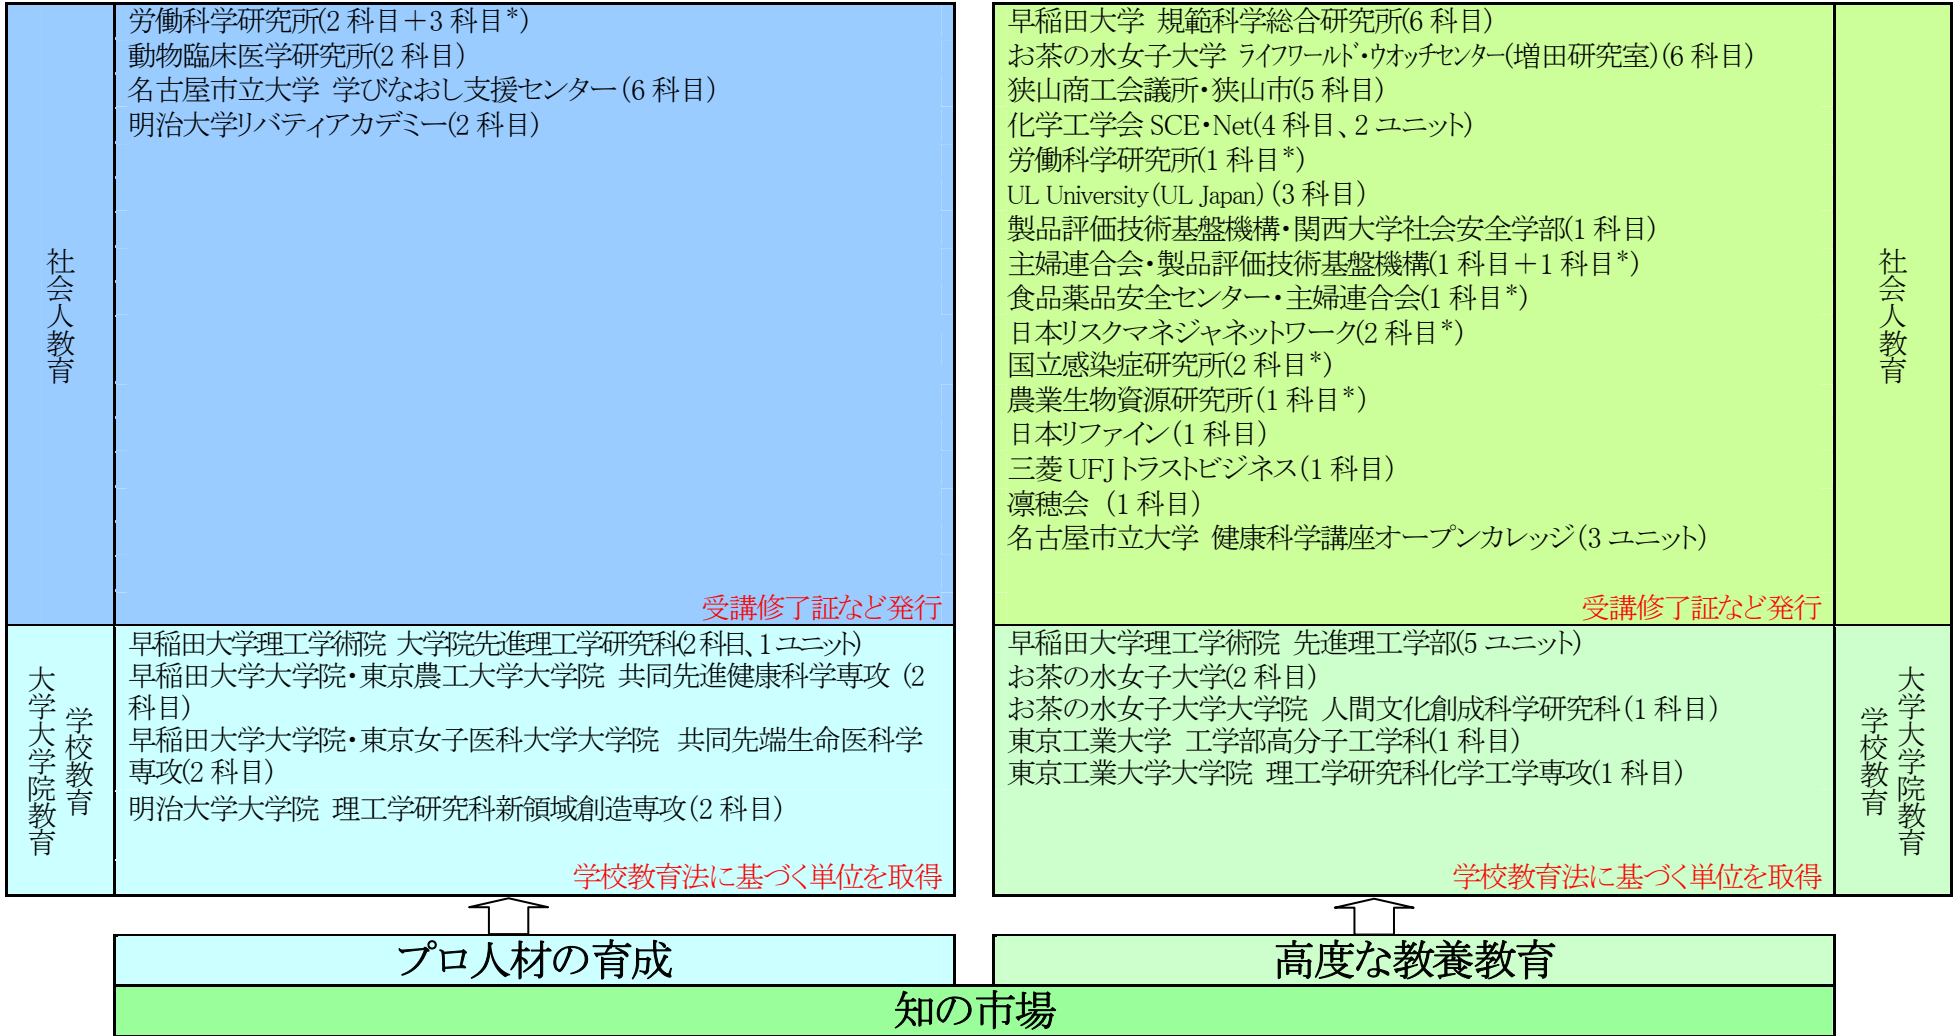 社会人教育
労働科学研究所(2 科目＋3 科目*)
動物臨床医学研究所(2 科目)
名古屋市立大学 学びなおし支援センター(6 科目)
明治大学リバティアカデミー(2 科目)
受講修了証など発行
大学大学院教育
学校教育
早稲田大学理工学術院 大学院先進理工学研究科(2 科目、1 ユニット)
早稲田大学大学院・東京農工大学大学院 共同先進健康科学専攻 (2
科目)
早稲田大学大学院・東京女子医科大学大学院 共同先端生命医科学
専攻(2 科目)
明治大学大学院 理工学研究科新領域創造専攻(2 科目)
学校教育法に基づく単位を取得
早稲田大学 規範科学総合研究所(6 科目)
お茶の水女子大学 ライフワールド・ウオッチセンター(増田研究室)(6 科目)
狭山商工会議所・狭山市(5 科目)
化学工学会 SCE・Net(4 科目、2 ユニット)
労働科学研究所(1 科目*)
UL University(UL Japan) (3 科目)
製品評価技術基盤機構・関西大学社会安全学部(1 科目)
主婦連合会・製品評価技術基盤機構(1 科目＋1 科目*)
食品薬品安全センター・主婦連合会(1 科目*)
日本リスクマネジャネットワーク(2 科目*)
国立感染症研究所(2 科目*)
農業生物資源研究所(1 科目*)
日本リファイン(1 科目)
三菱 UFJトラストビジネス(1 科目)
凛穂会 (1 科目)
名古屋市立大学 健康科学講座オープンカレッジ(3 ユニット)
受講修了証など発行
社会人教育
早稲田大学理工学術院 先進理工学部(5 ユニット)
お茶の水女子大学(2 科目)
お茶の水女子大学大学院 人間文化創成科学研究科(1 科目)
東京工業大学 工学部高分子工学科(1 科目)
東京工業大学大学院 理工学研究科化学工学専攻(1 科目)
学校教育法に基づく単位を取得
大学大学院教育
学校教育
プロ人材の育成
高度な教養教育
知の市場